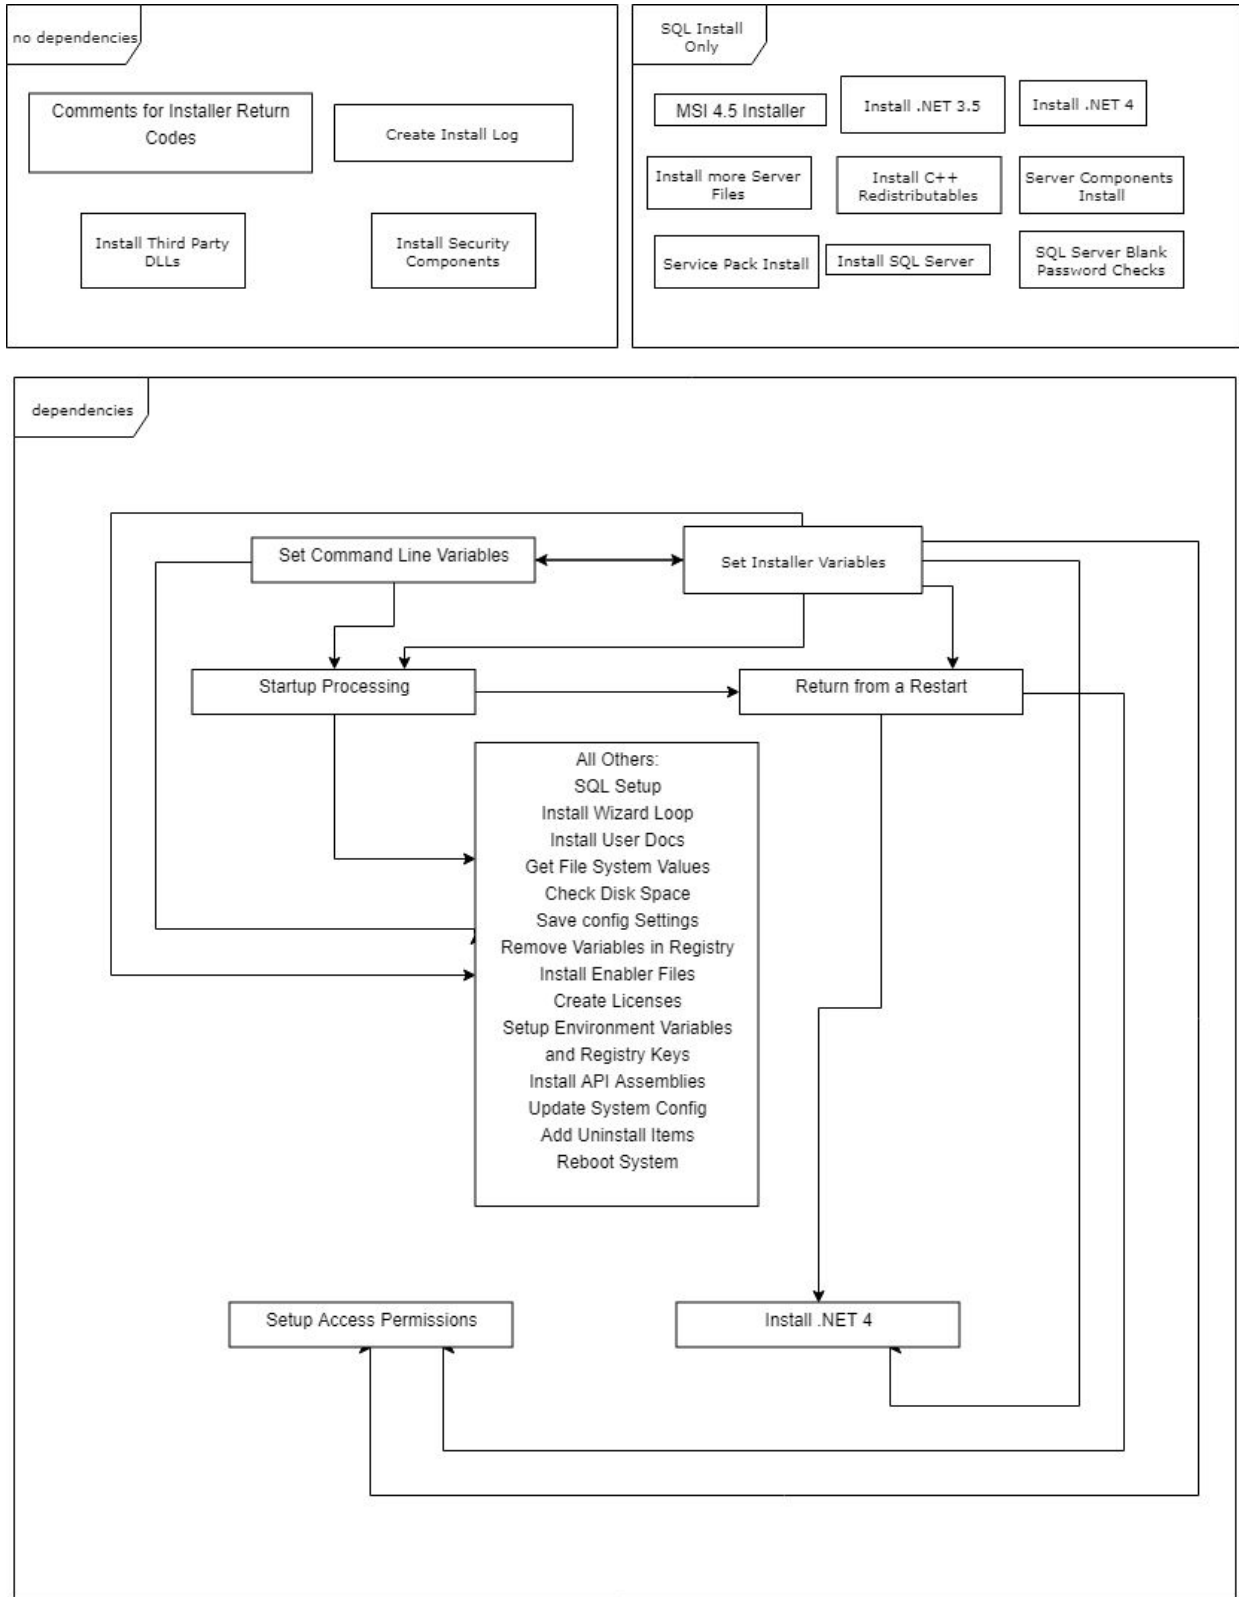 no dependencies
Comments for Installer Return
Codes
Create Install Log
Install Third Party
DLLs
Install Security
Components
SQL Install
Only
MSI 4.5 Installer
Install .NET 3.5
Install .NET 4
Install more Server
Files
Install C++
Redistributables
Server Components
Install
Service Pack Install
Install SQL Server
SQL Server Blank
Password Checks
dependencies
Set Command Line Variables
Set Installer Variables
Startup Processing
Return from a Restart
All Others:
SQL Setup
Install Wizard Loop
Install User Docs
Get File System Values
Check Disk Space
Save config Settings
Remove Variables in Registry
Install Enabler Files
Create Licenses
Setup Environment Variables
and Registry Keys
Install API Assemblies
Update System Config
Add Uninstall Items
Reboot System
Setup Access Permissions
Install .NET 4